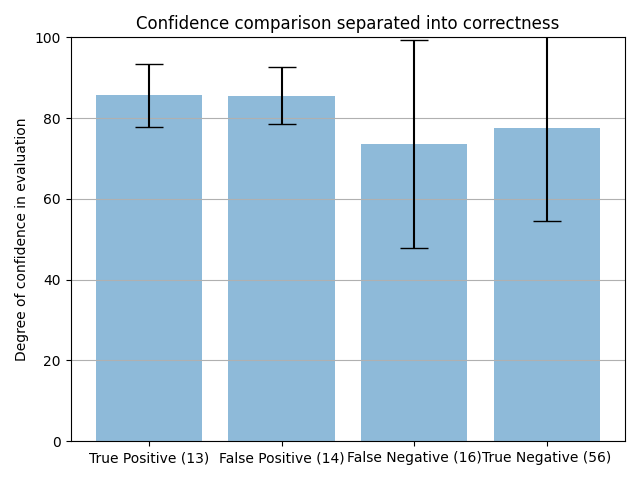 Confidence comparison separated into correctness
Degree of confidence in evaluation
100
80
60
40
20
0
True Positive (13)
False Positive (14)
False Negative (16)
True Negative (56)